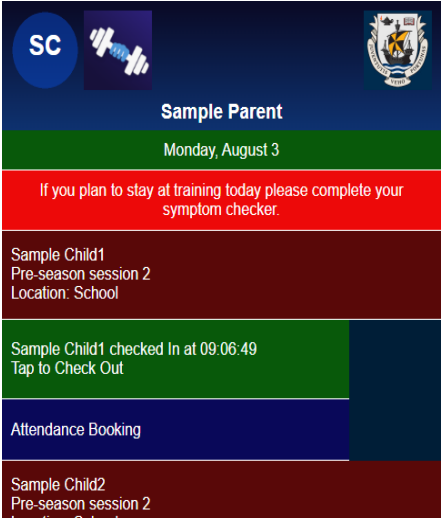 SC
Sample Parent
Monday, August 3
If you plan to stay at training today please complete your
symptom checker.
Sample Child1
Pre-season session 2
Location: School
Sample Child1 checked In at 09:06:49
Tap to Check Out
Attendance Booking
Sample Child2
Pre-season session 2